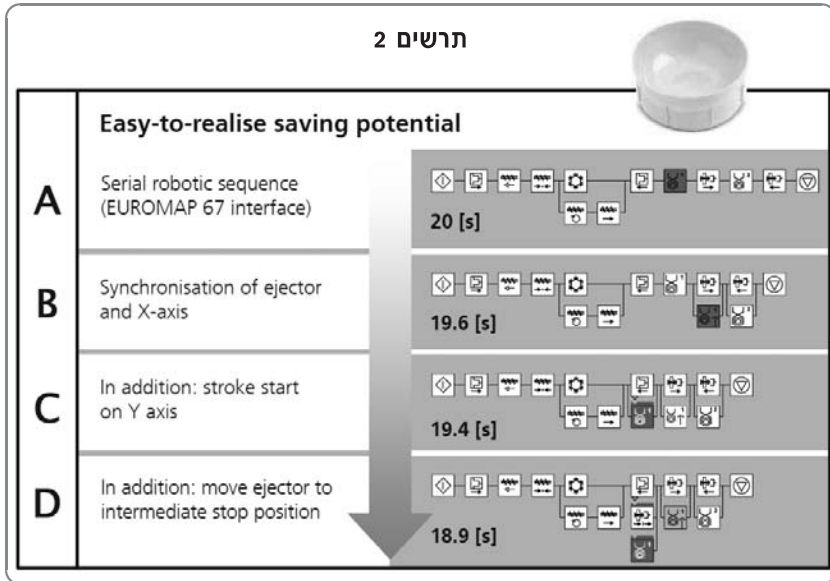 תרשים 2
Easy-to-realise saving potential
A
Serial robotic sequence
(EUROMAP 67 interface)
20 [s]
B
Synchronisation of ejector
and X-axis
19.6 [s]
C
In addition: stroke start
on Y axis
19.4 [s]
D
In addition: move ejector to
intermediate stop position
18.9 [s]